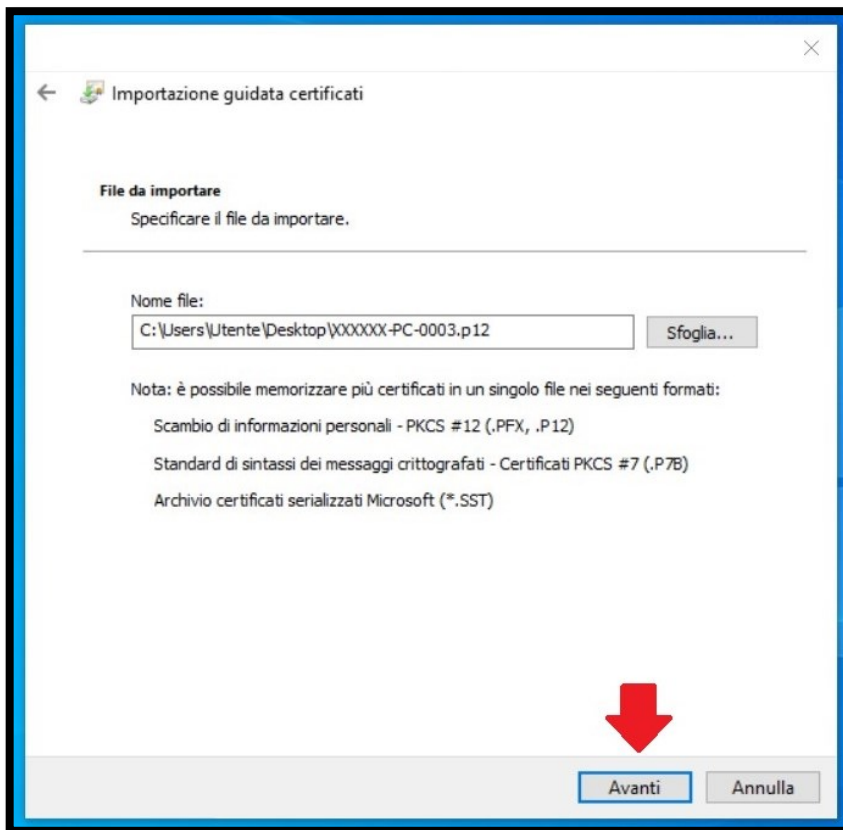 Importazione guidata certificati
File da importare
Specificare il file da importare.
Nome file:
C:\Users\Utente\Desktop\XXXXXX-PC-0003.p12
Sfoglia...
Nota: è possibile memorizzare più certificati in un singolo file nei seguenti formati:
Scambio di informazioni personali - PKCS #12 (.PFX, .P12)
Standard di sintassi dei messaggi crittografati - Certificati PKCS #7 (.P7B)
Archivio certificati serializzati Microsoft (*.SST)
Avanti
Annulla